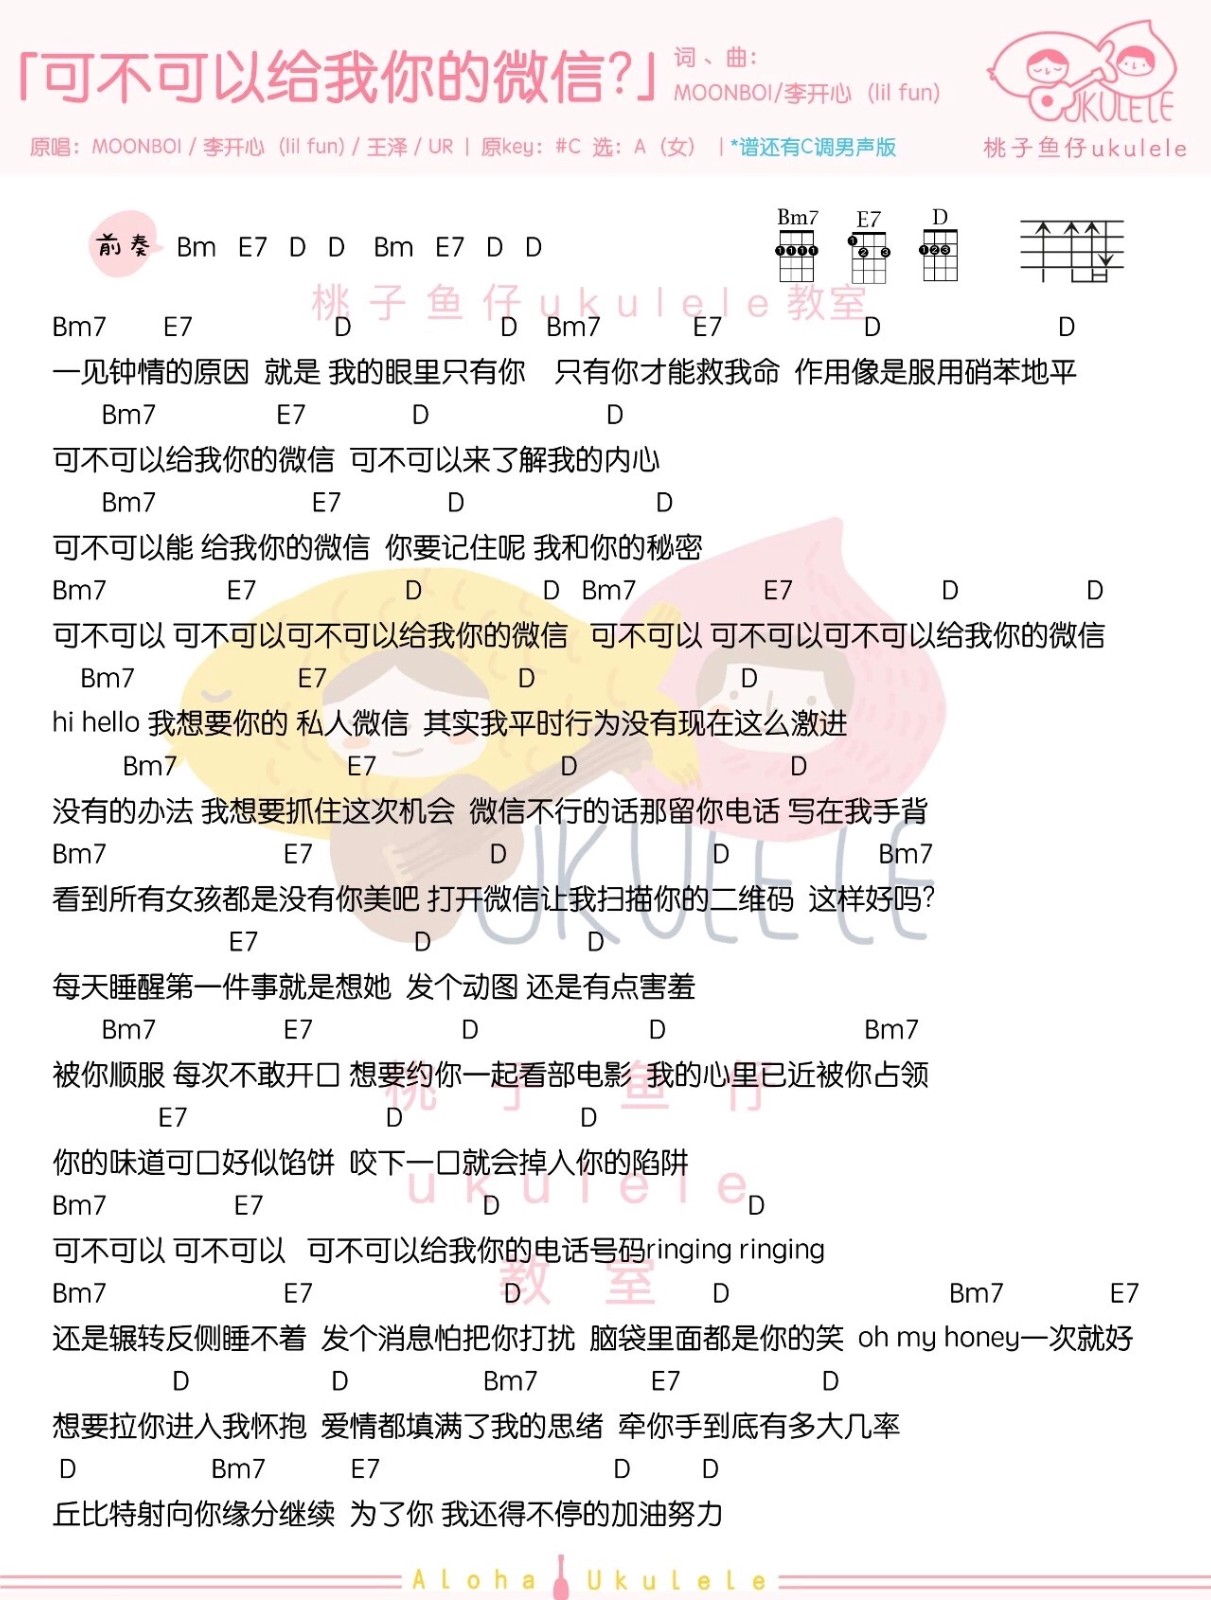 「可不可以给我你的微信?」
词、曲:
MOONBOI/李开心（lil fun）
原唱：MOONBOI / 李开心（lil fun) / 王泽 / UR | 原key：#C 选：A（女） | *谱还有C调男声版
UKULELE
桃子鱼仔ukulele
前奏 Bm E7 D D Bm E7 D D
Bm7 E7 D
桃子鱼仔ukulele教室
Bm7 E7 D D Bm7 E7 D D
一见钟情的原因 就是 我的眼里只有你 只有你才能救我命 作用像是服用硝苯地平
Bm7 E7 D D
可不可以给我你的微信 可不可以来了解我的内心
Bm7 E7 D D
可不可以能 给我你的微信 你要记住呢 我和你的秘密
Bm7 E7 D D Bm7 E7 D D
可不可以 可不可以可不可以给我你的微信 可不可以 可不可以可不可以给我你的微信
Bm7 E7 D D
hi hello 我想要你的 私人微信 其实我平时行为没有现在这么激进
Bm7 E7 D D
没有的办法 我想要抓住这次机会 微信不行的话那留你电话 写在我手背
Bm7 E7 D D Bm7
看到所有女孩都是没有你美吧 打开微信让我扫描你的二维码 这样好吗?
UKULELE
E7 D D
每天睡醒第一件事就是想她 发个动图 还是有点害羞
Bm7 E7 D D Bm7
被你顺服 每次不敢开口 想要约你一起看部电影 我的心里已近被你占领
桃子鱼仔
E7 D D
你的味道可口好似馅饼 咬下一口就会掉入你的陷阱
ukulele
Bm7 E7 D D
可不可以 可不可以 可不可以给我你的电话号码ringing ringing
教室
Bm7 E7 D D Bm7 E7
还是辗转反侧睡不着 发个消息怕把你打扰 脑袋里面都是你的笑 oh my honey一次就好
D D Bm7 E7 D
想要拉你进入我怀抱 爱情都填满了我的思绪 牵你手到底有多大几率
D Bm7 E7 D D
丘比特射向你缘分继续 为了你 我还得不停的加油努力
Aloha Ukulele